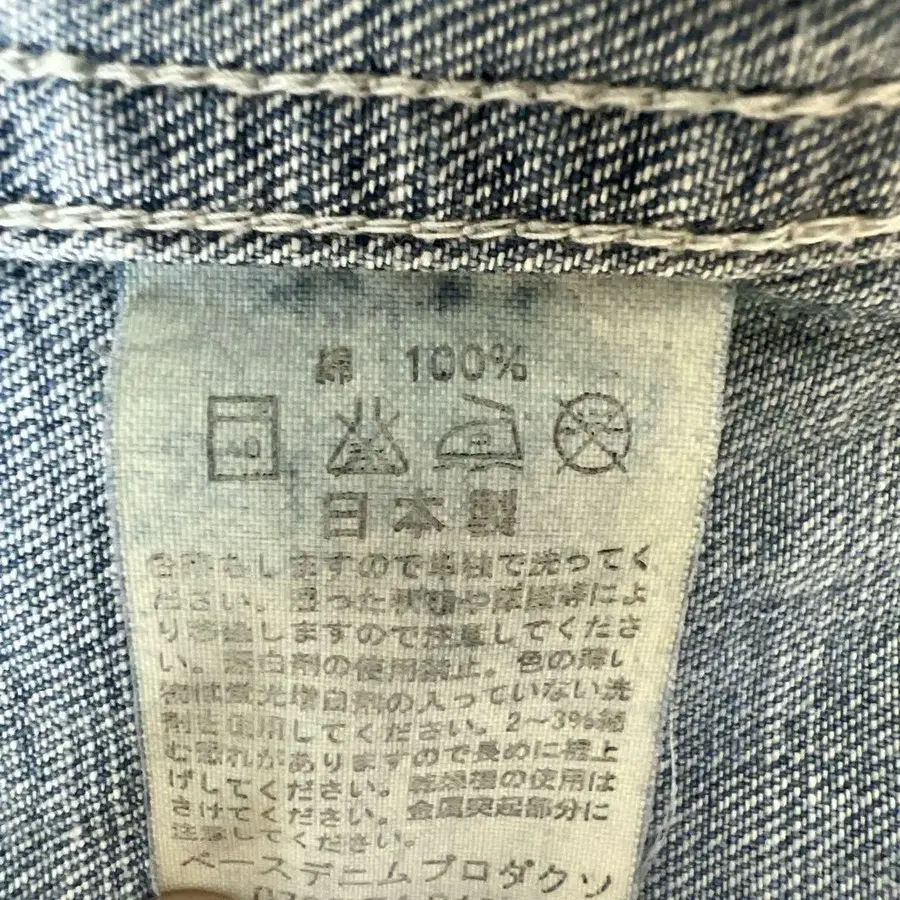 綿 100%
40
日本製
色落ちしますので単独で洗ってく
ださい。湿った状態や摩擦等によ
り移染しますので注意してくださ
い。漂白剤の使用禁止。色の薄い
物は蛍光増白剤の入っていない洗
剤を使用してください。2〜3%縮
む恐れがありますので長めに裾上
げしてください。乾燥機の使用は
さけてください。金属突起部分に
注意してください。
ベースデニムプロダクツ